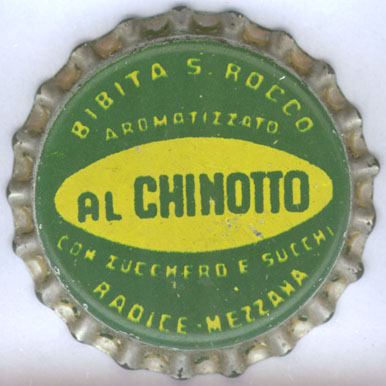 BIBITA S. ROCCO
AROMATIZZATO
AL CHINOTTO
CON ZUCCHERO E SUCCHI
RADICE-MEZZANA